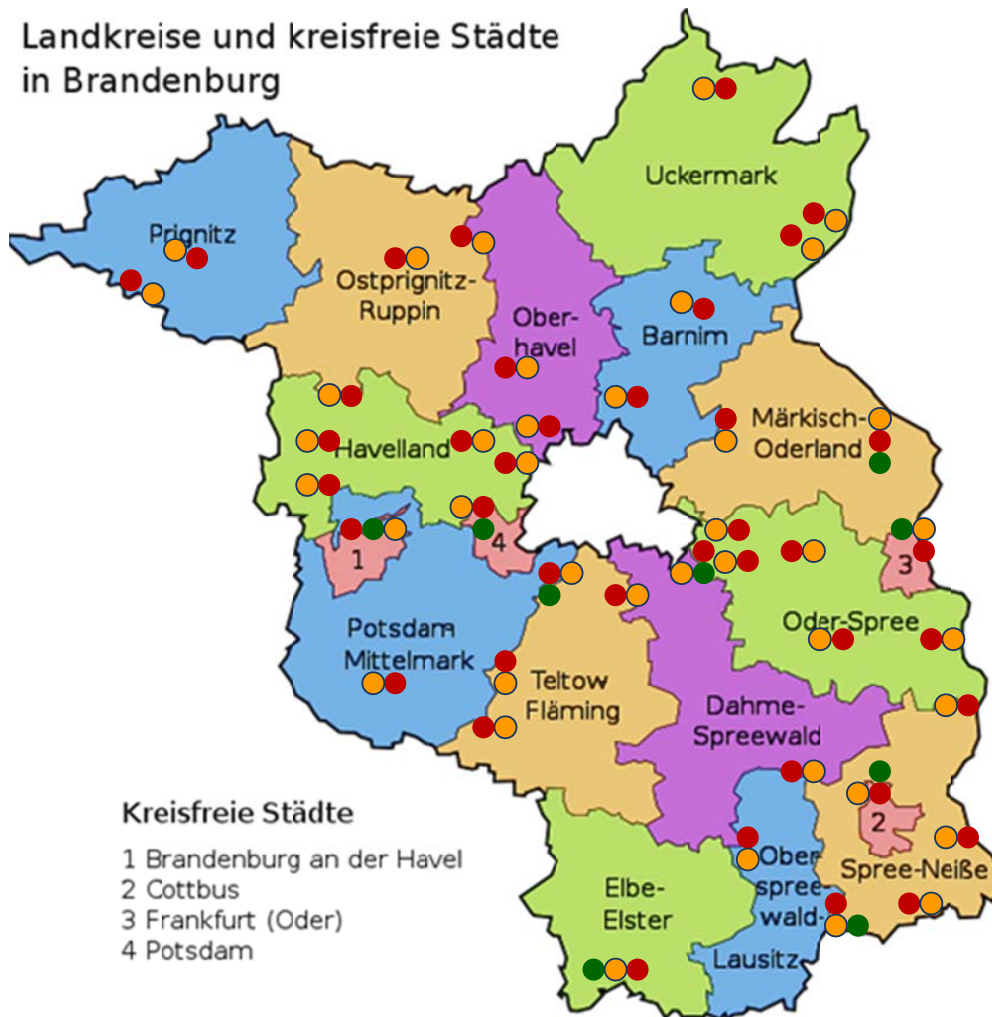 Landkreise und kreisfreie Städte
in Brandenburg
Uckermark
Prignitz
Ostprignitz-
Ruppin
Ober-
havel
Barnim
Märkisch-
Oderland
Havelland
1
4
3
Oder-Spree
Potsdam
Mittelmark
Teltow
Fläming
Dahme-
Spreewald
2
Spree-Neiße
Ober
spree-
wald-
Lausitz
Elbe-
Elster
Kreisfreie Städte
1 Brandenburg an der Havel
2 Cottbus
3 Frankfurt (Oder)
4 Potsdam